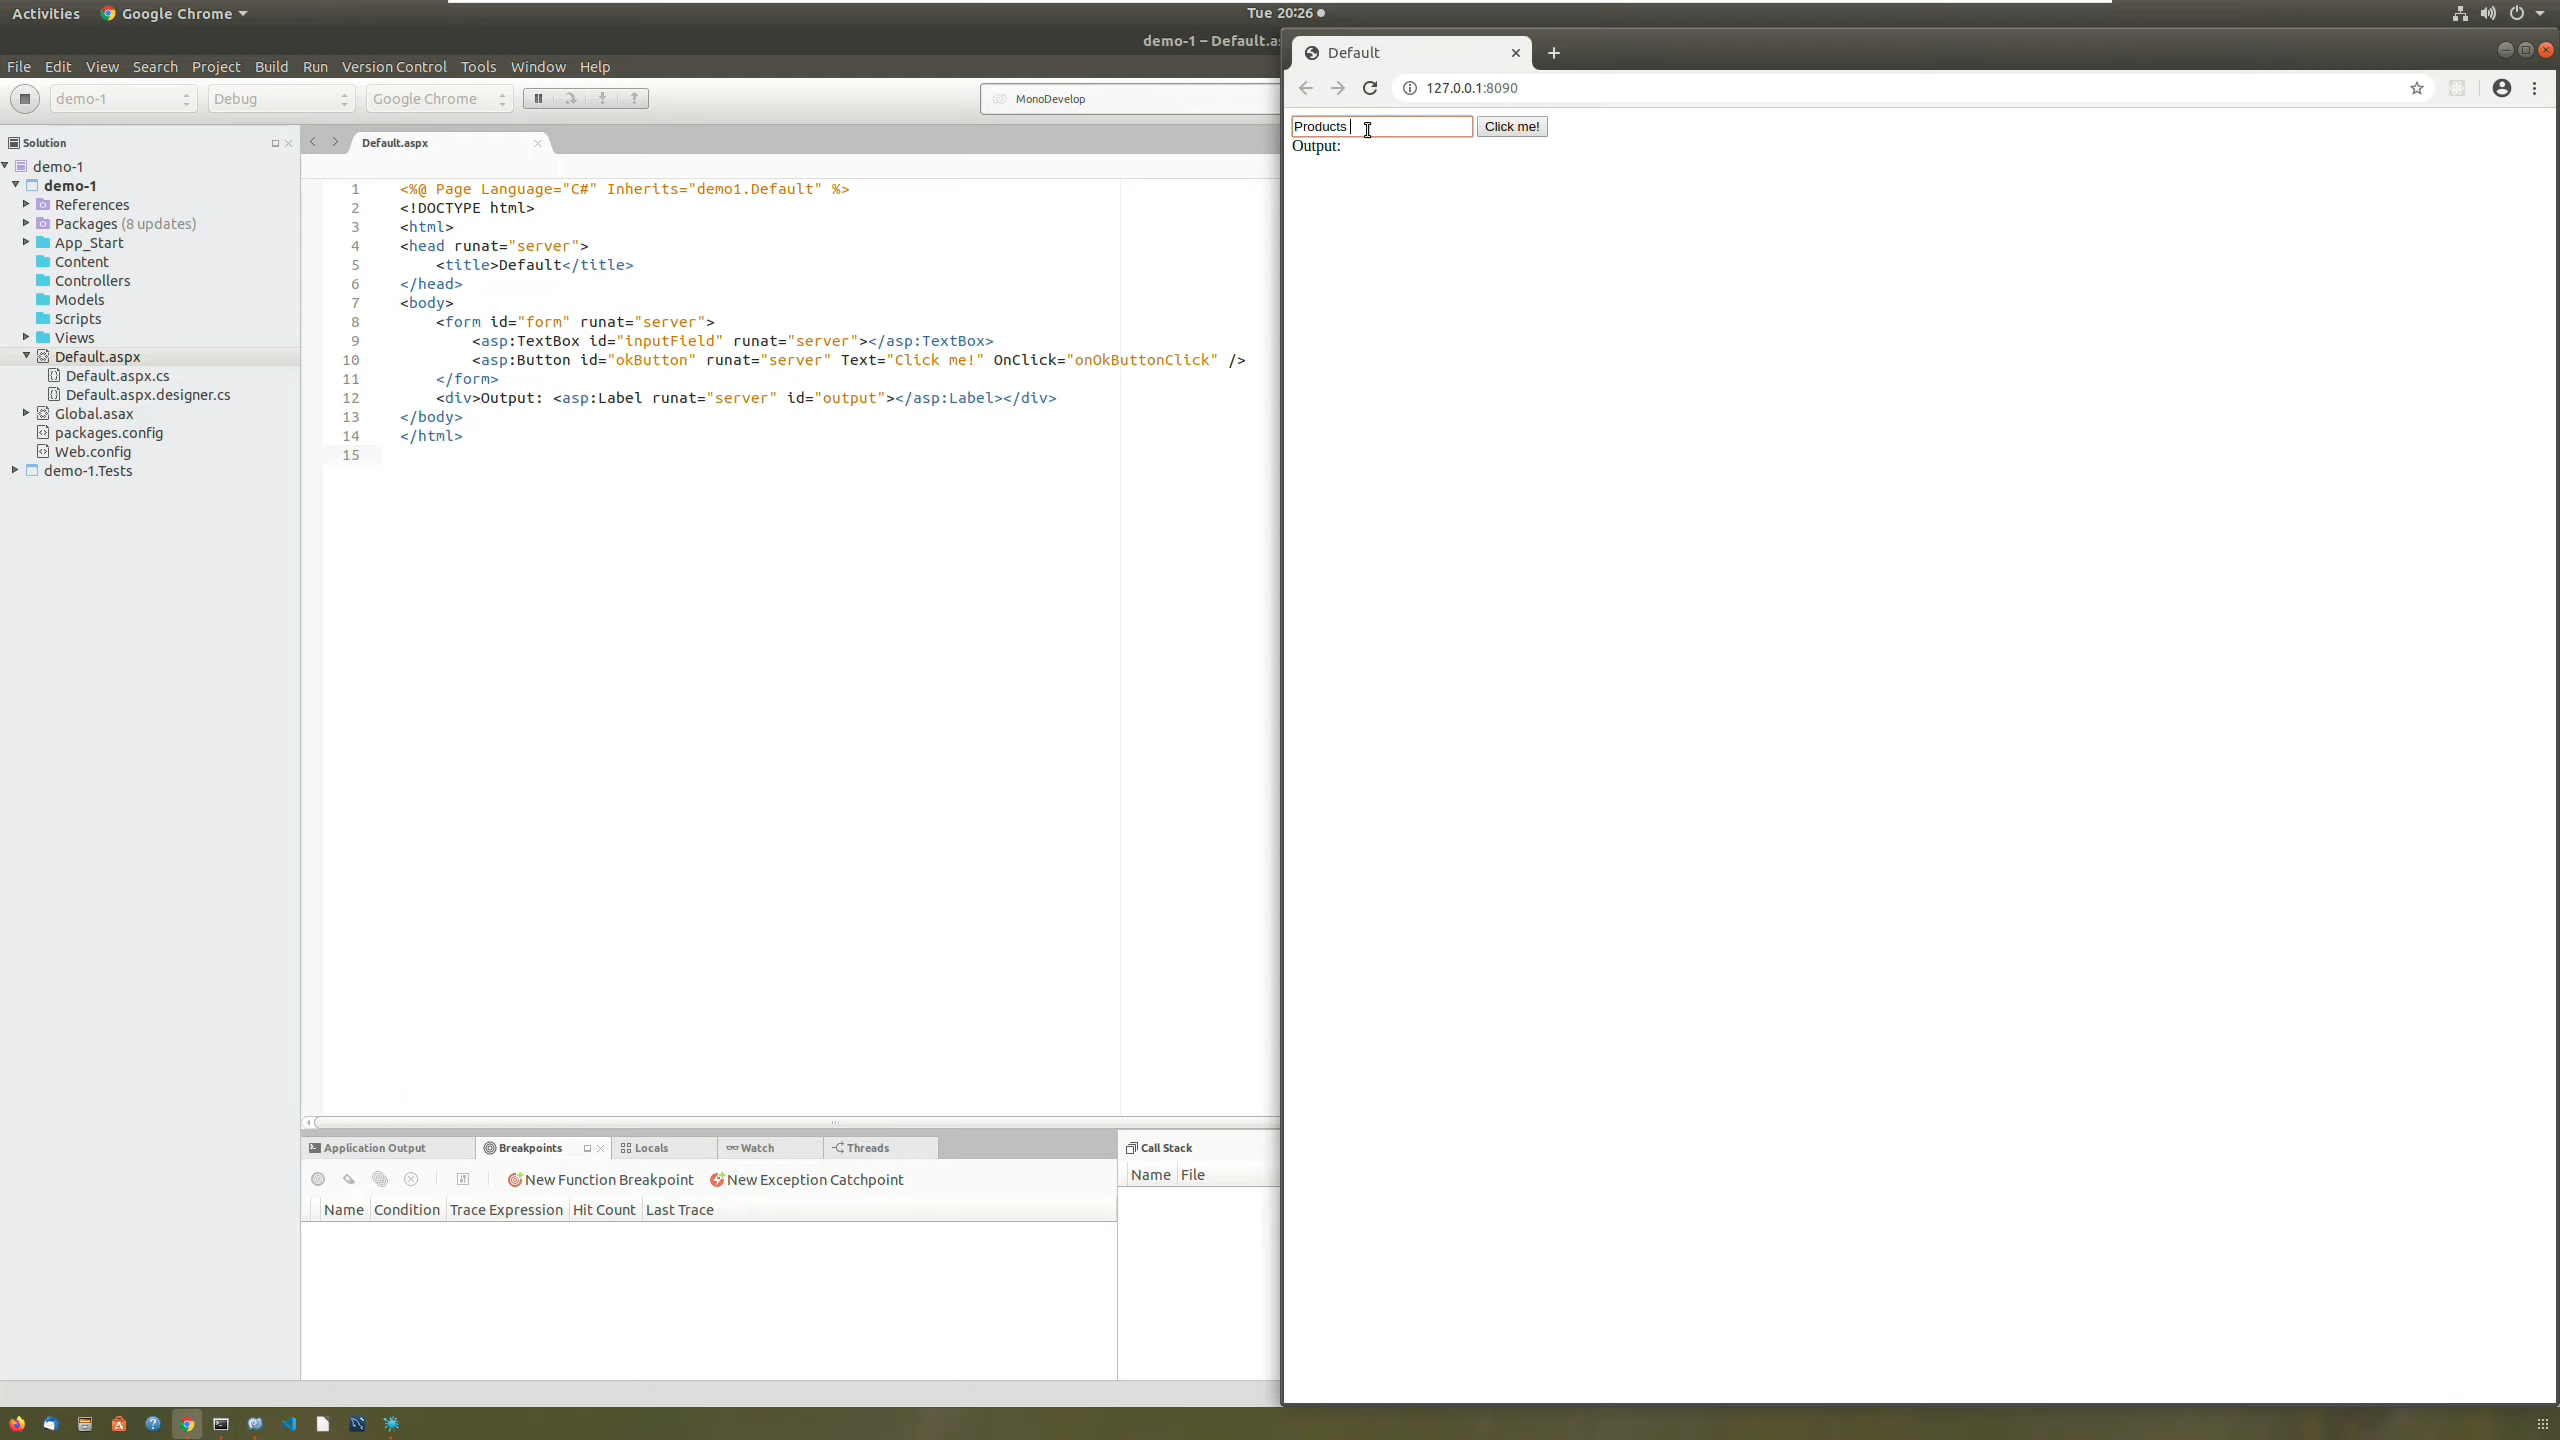 Activities Google Chrome Tue 20:26
demo-1 – Default.as
File Edit View Search Project Build Run Version Control Tools Window Help
demo-1 Debug Google Chrome MonoDevelop
Solution
demo-1
demo-1
References
Packages (8 updates)
App_Start
Content
Controllers
Models
Scripts
Views
Default.aspx
Default.aspx.cs
Default.aspx.designer.cs
Global.asax
packages.config
Web.config
demo-1.Tests
Default.aspx
1 <%@ Page Language="C#" Inherits="demo1.Default" %>
2 <!DOCTYPE html>
3 <html>
4 <head runat="server">
5 <title>Default</title>
6 </head>
7 <body>
8 <form id="form" runat="server">
9 <asp:TextBox id="inputField" runat="server"></asp:TextBox>
10 <asp:Button id="okButton" runat="server" Text="Click me!" OnClick="onOkButtonClick" />
11 </form>
12 <div>Output: <asp:Label runat="server" id="output"></asp:Label></div>
13 </body>
14 </html>
15
Application Output Breakpoints Locals Watch Threads
New Function Breakpoint New Exception Catchpoint
Name Condition Trace Expression Hit Count Last Trace
Call Stack
Name File
Default
127.0.0.1:8090
Products Click me!
Output: